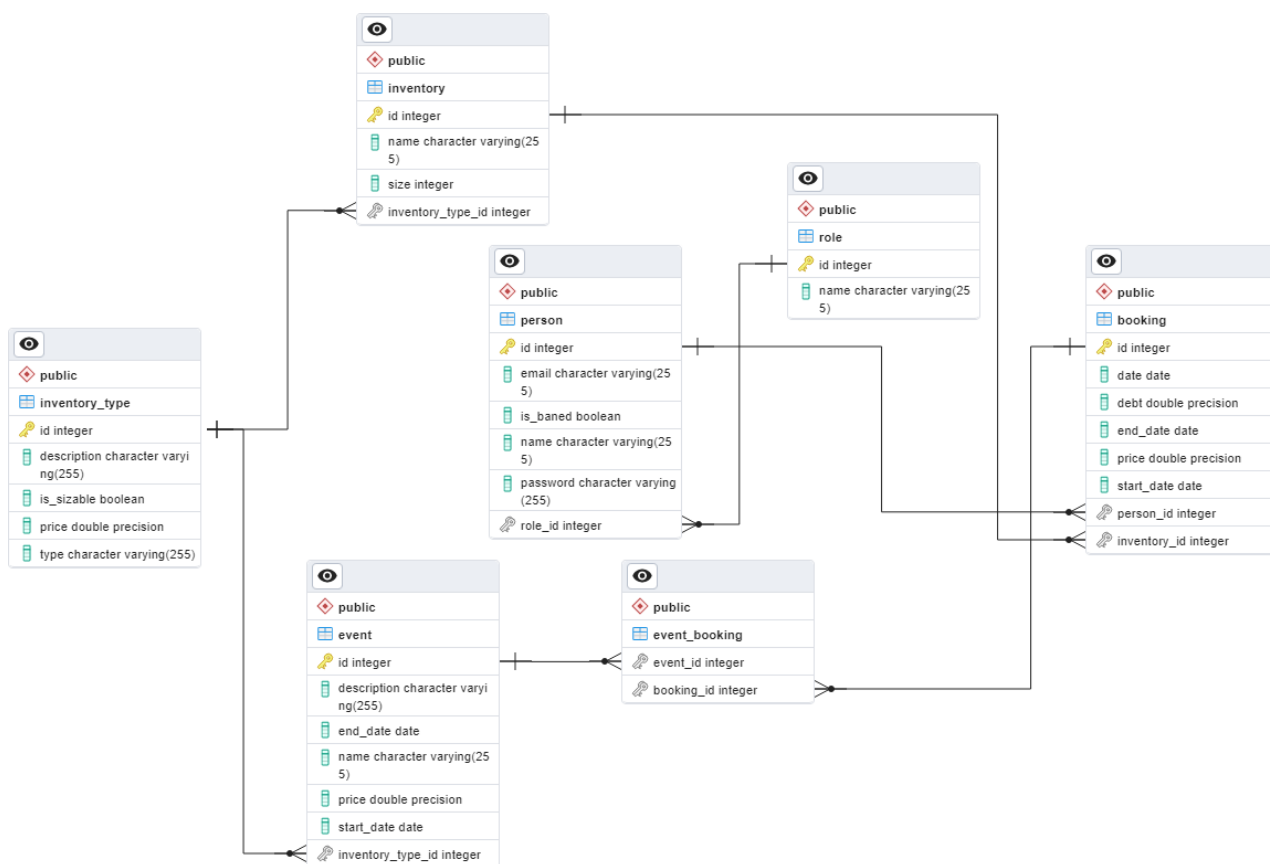 public
inventory
id integer
name character varying(25
5)
size integer
inventory_type_id integer
public
role
id integer
name character varying(25
5)
public
person
id integer
email character varying(25
5)
is_baned boolean
name character varying(25
5)
password character varying
(255)
role_id integer
public
booking
id integer
date date
debt double precision
end_date date
price double precision
start_date date
person_id integer
inventory_id integer
public
inventory_type
id integer
description character varyi
ng(255)
is_sizable boolean
price double precision
type character varying(255)
public
event
id integer
description character varyi
ng(255)
end_date date
name character varying(25
5)
price double precision
start_date date
inventory_type_id integer
public
event_booking
event_id integer
booking_id integer